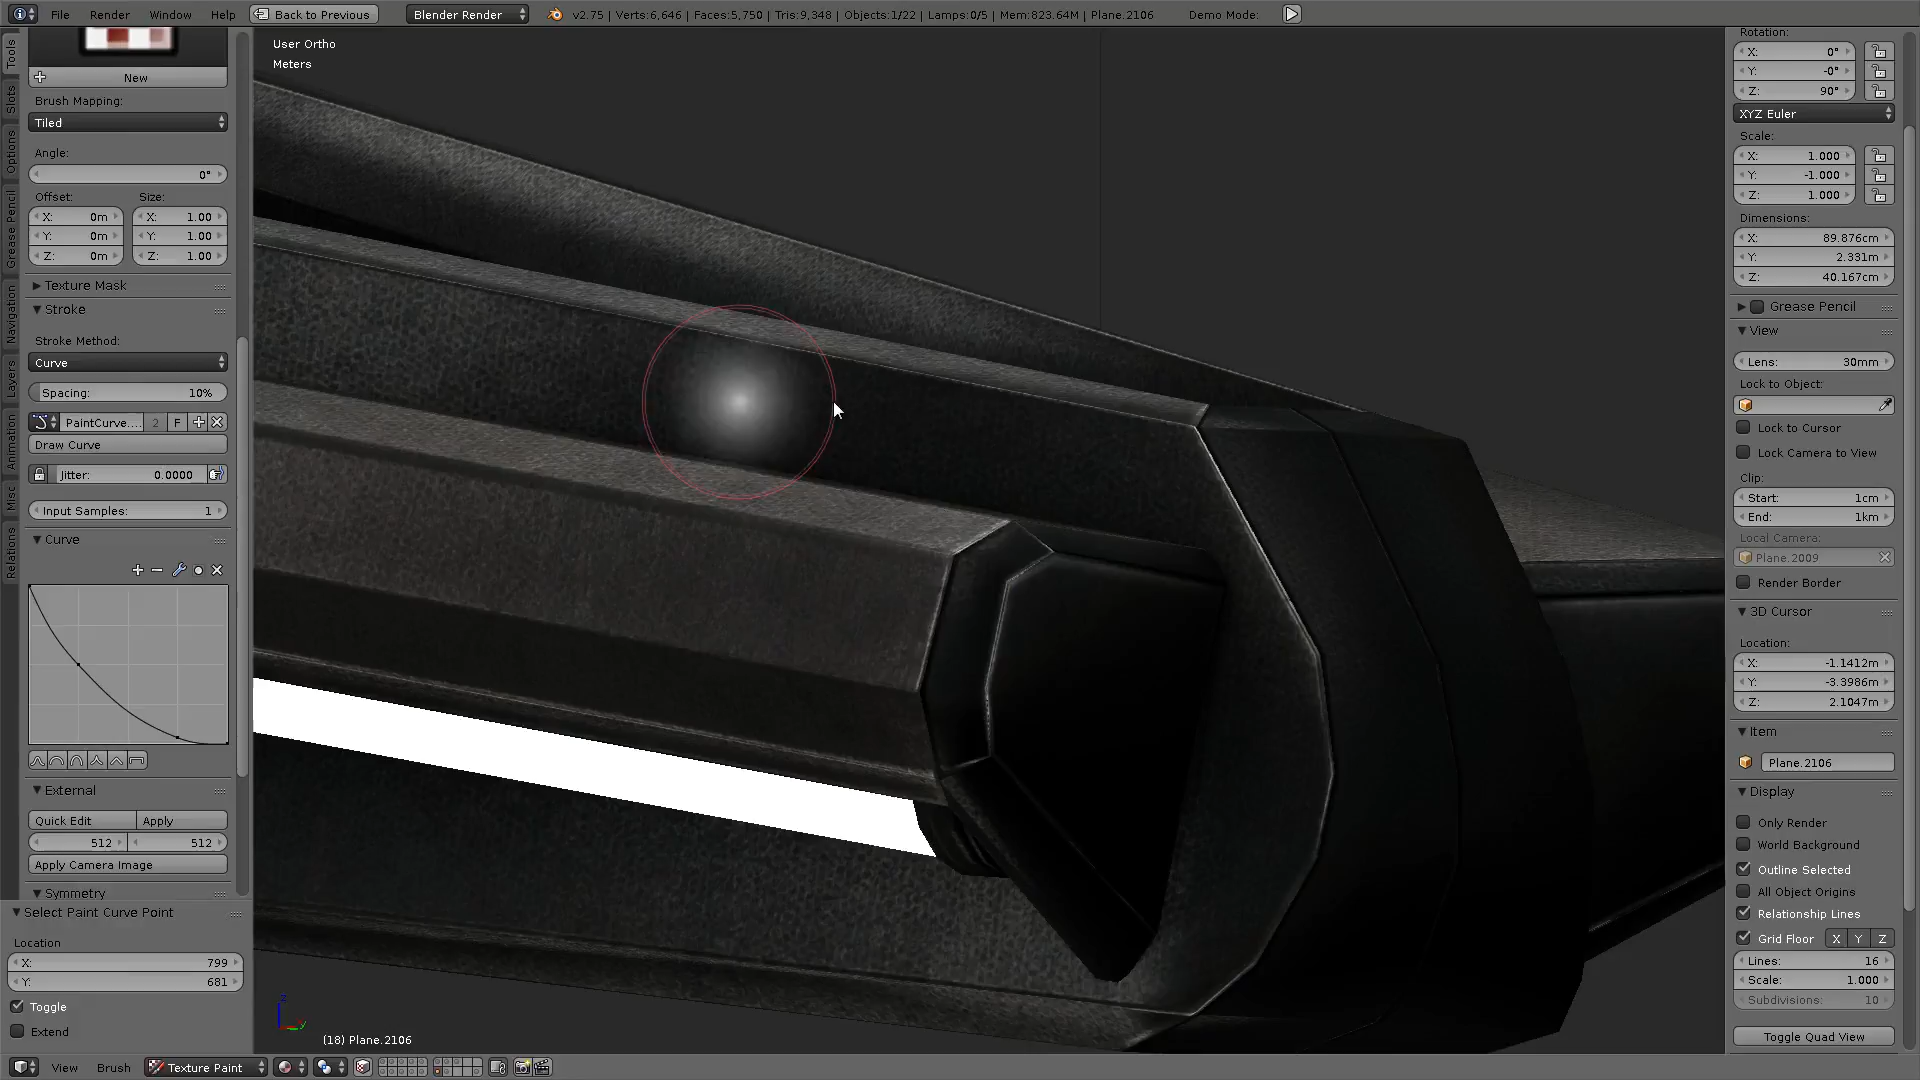 File Render Window Help Back to Previous Blender Render v2.75 | Verts:6,646 | Faces:5,750 | Tris:9,348 | Objects:1/22 | Lamps:0/5 | Mem:823.64M | Plane.2106 Demo Mode:
Tools
Slots
Options
Grease Pencil
Navigation
Layers
Animation
Misc
Relations
New
Brush Mapping:
Tiled
Angle:
0°
Offset: Size:
X: 0m X: 1.00
Y: 0m Y: 1.00
Z: 0m Z: 1.00
Texture Mask
Stroke
Stroke Method:
Curve
Spacing: 10%
PaintCurve.... 2 F
Draw Curve
Jitter: 0.0000
Input Samples: 1
Curve
External
Quick Edit Apply
512 512
Apply Camera Image
Symmetry
Select Paint Curve Point
Location
X: 799
Y: 681
Toggle
Extend
User Ortho
Meters
z
y
(18) Plane.2106
View Brush Texture Paint
Rotation:
X: 0°
Y: -0°
Z: 90°
XYZ Euler
Scale:
X: 1.000
Y: -1.000
Z: 1.000
Dimensions:
X: 89.876cm
Y: 2.331m
Z: 40.167cm
Grease Pencil
View
Lens: 30mm
Lock to Object:
Lock to Cursor
Lock Camera to View
Clip:
Start: 1cm
End: 1km
Local Camera:
Plane.2009
Render Border
3D Cursor
Location:
X: -1.1412m
Y: -3.3986m
Z: 2.1047m
Item
Plane.2106
Display
Only Render
World Background
Outline Selected
All Object Origins
Relationship Lines
Grid Floor X Y Z
Lines: 16
Scale: 1.000
Subdivisions: 10
Toggle Quad View